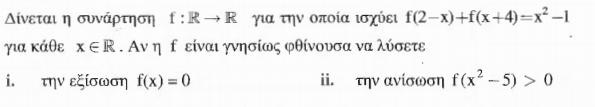 Δίνεται η συνάρτηση f : ℝ → ℝ για την οποία ισχύει f(2−x)+f(x+4)=x² −1
για κάθε x ∈ ℝ. Αν η f είναι γνησίως φθίνουσα να λύσετε
i. την εξίσωση f(x) = 0 ii. την ανίσωση f(x² −5) > 0